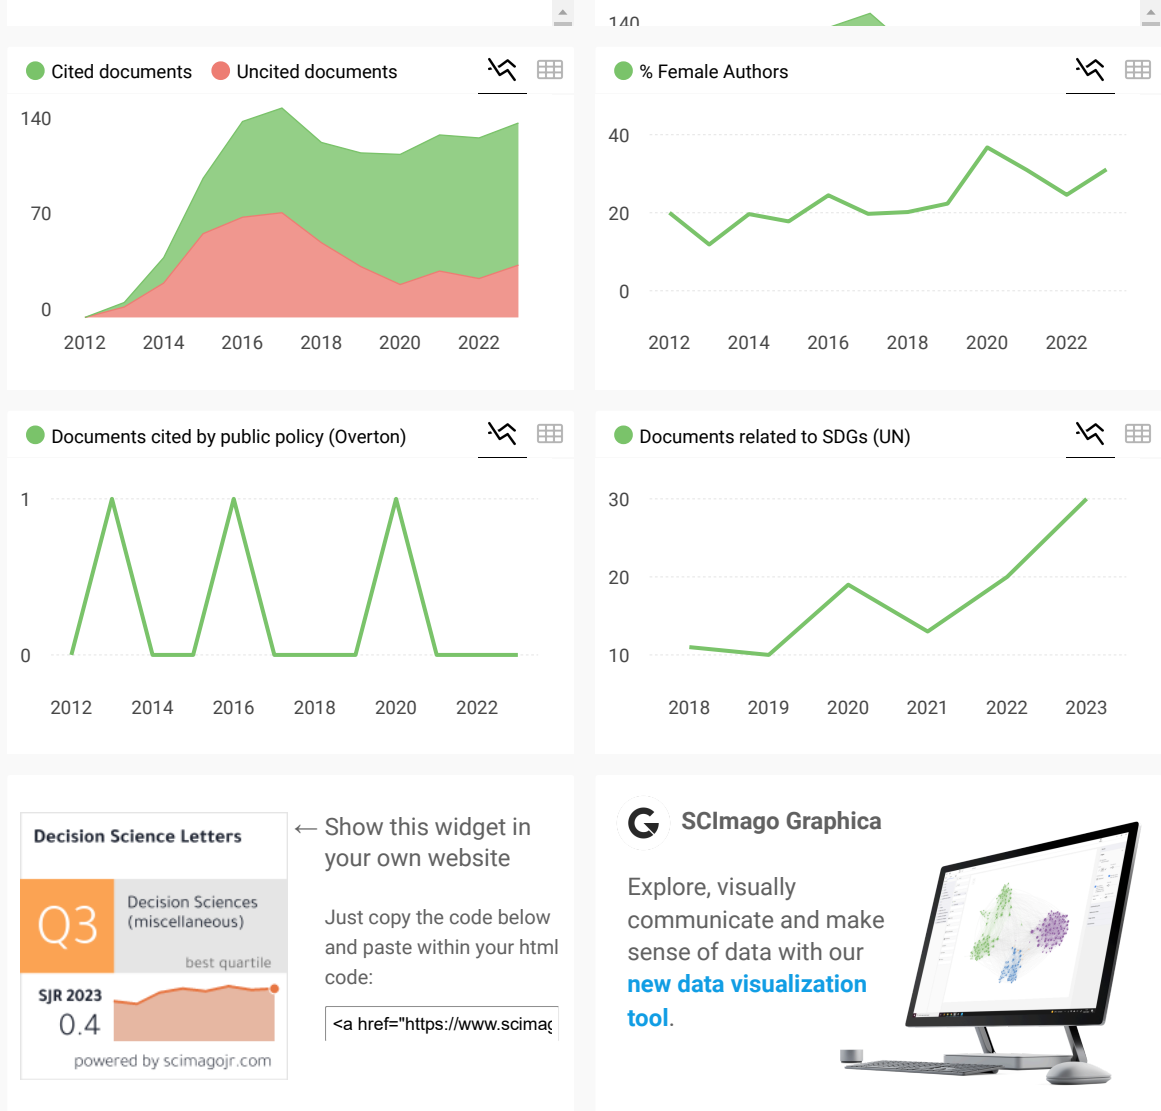 140
Cited documents Uncited documents
140
70
0
2012 2014 2016 2018 2020 2022
% Female Authors
40
20
0
2012 2014 2016 2018 2020 2022
Documents cited by public policy (Overton)
1
0
2012 2014 2016 2018 2020 2022
Documents related to SDGs (UN)
30
20
10
2018 2019 2020 2021 2022 2023
Decision Science Letters
Q3
Decision Sciences
(miscellaneous)
best quartile
SJR 2023
0.4
powered by scimagojr.com
← Show this widget in
your own website
Just copy the code below
and paste within your html
code:
<a href="https://www.scimag
SCImago Graphica
Explore, visually
communicate and make
sense of data with our
new data visualization
tool.